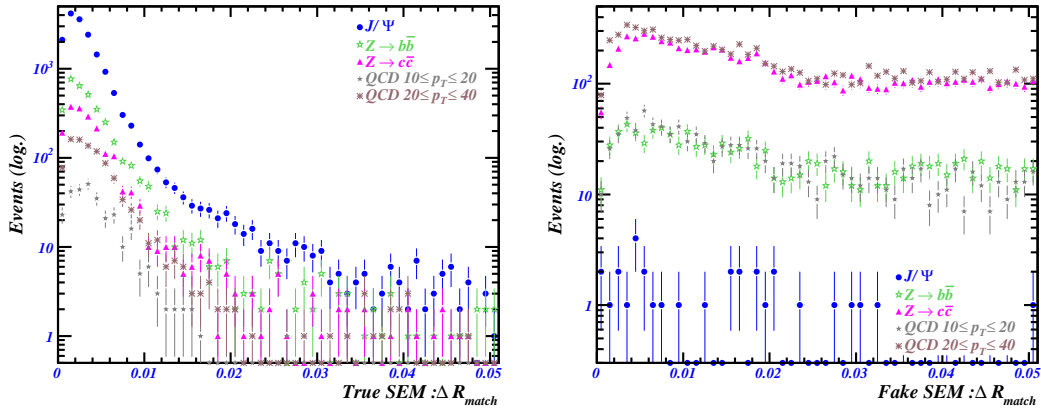 Events (log.)
10³
10²
10
1
J/Ψ
Z → bb̅
Z → cc̅
QCD 10≤ p_T ≤ 20
QCD 20≤ p_T ≤ 40
0 0.01 0.02 0.03 0.04 0.05
True SEM :Δ R_match
Events (log.)
10²
10
1
J/Ψ
Z → bb̅
Z → cc̅
QCD 10≤ p_T ≤ 20
QCD 20≤ p_T ≤ 40
0 0.01 0.02 0.03 0.04 0.05
Fake SEM :Δ R_match